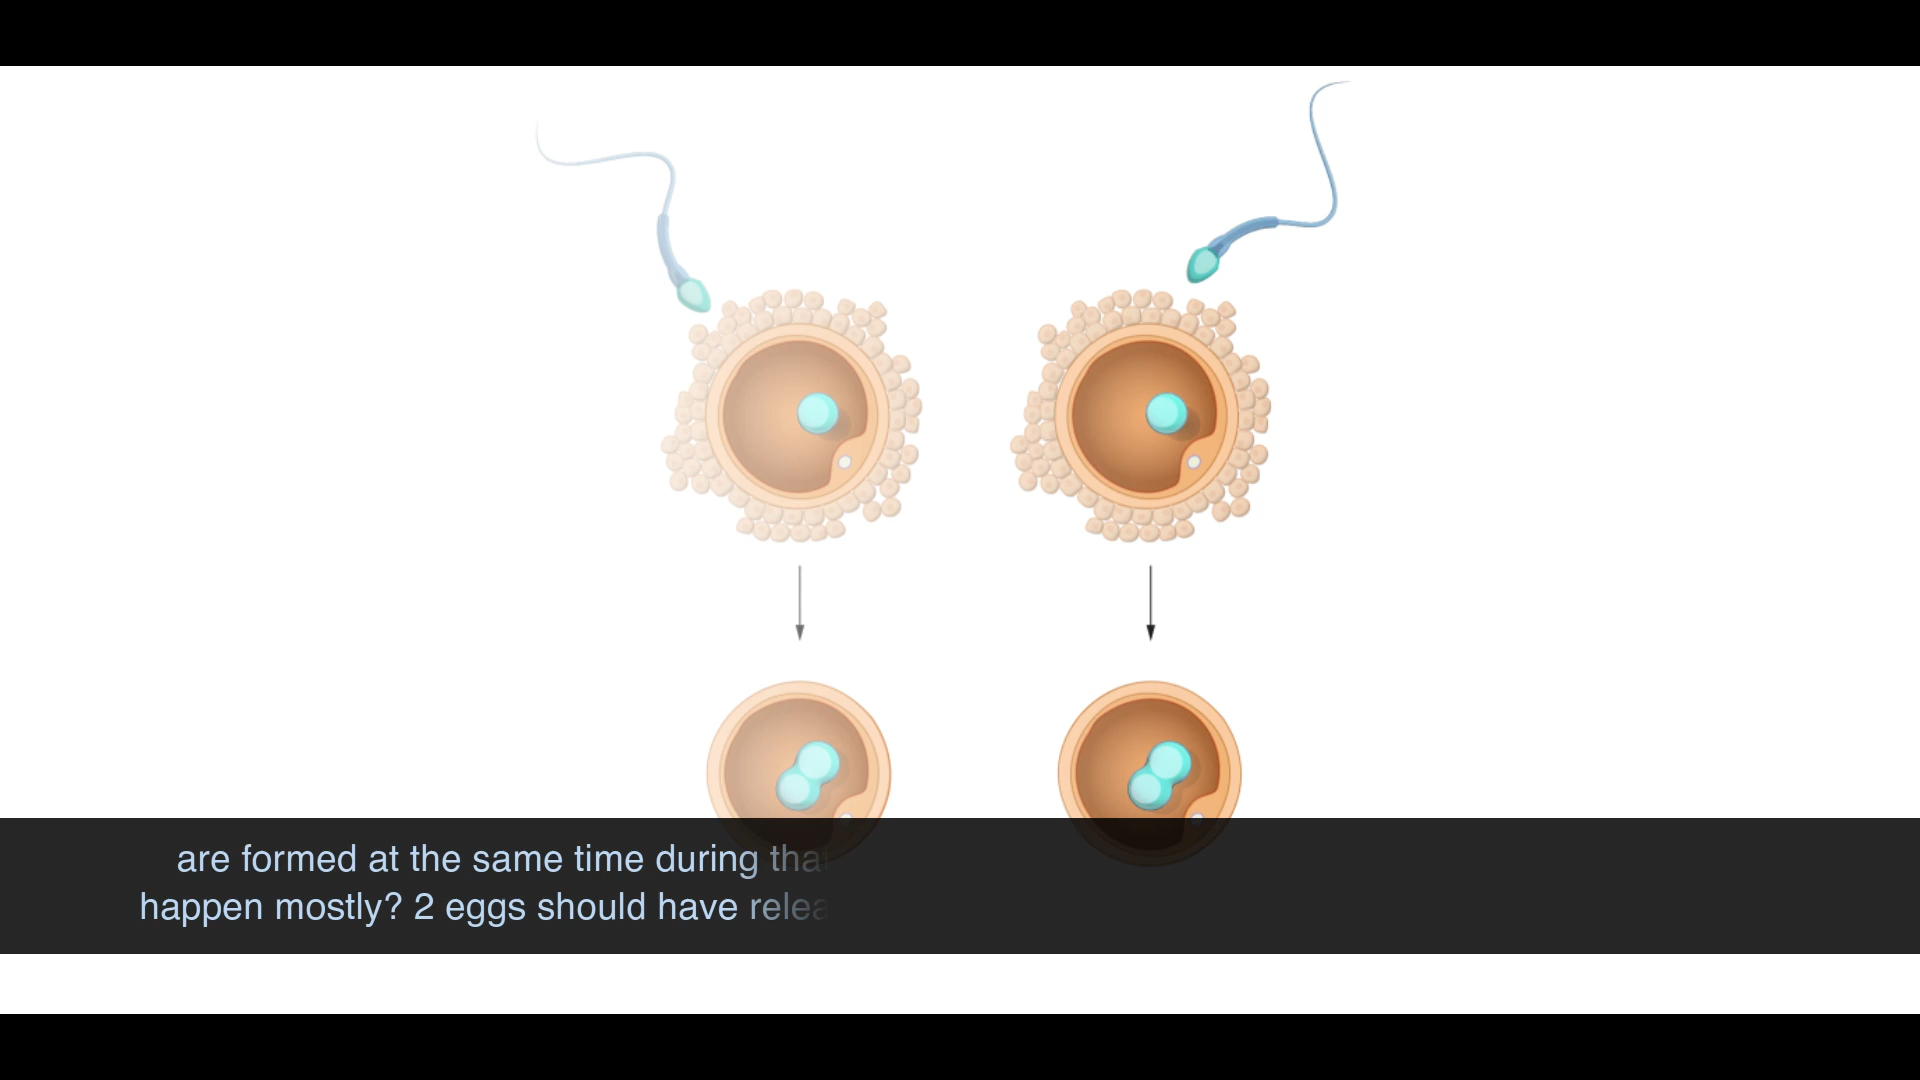 are formed at the same time during
happen mostly? 2 eggs should have